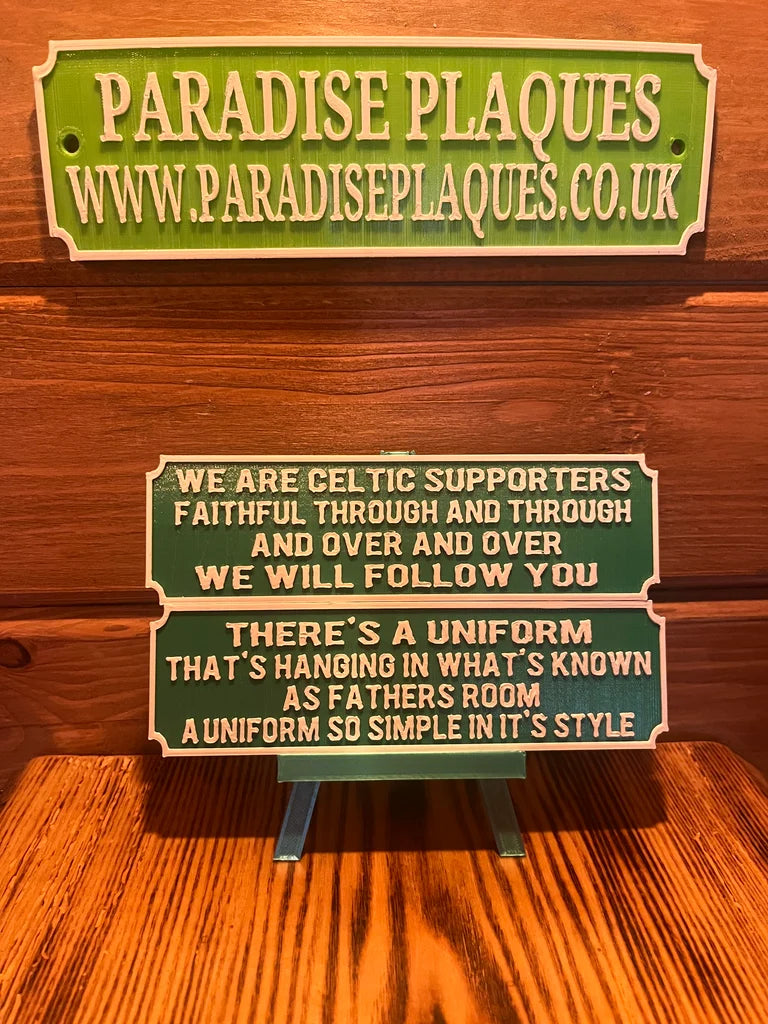 PARADISE PLAQUES
WWW.PARADISEPLAQUES.CO.UK
WE ARE CELTIC SUPPORTERS
FAITHFUL THROUGH AND THROUGH
AND OVER AND OVER
WE WILL FOLLOW YOU
THERE'S A UNIFORM
THAT'S HANGING IN WHAT'S KNOWN
AS FATHERS ROOM
A UNIFORM SO SIMPLE IN IT'S STYLE